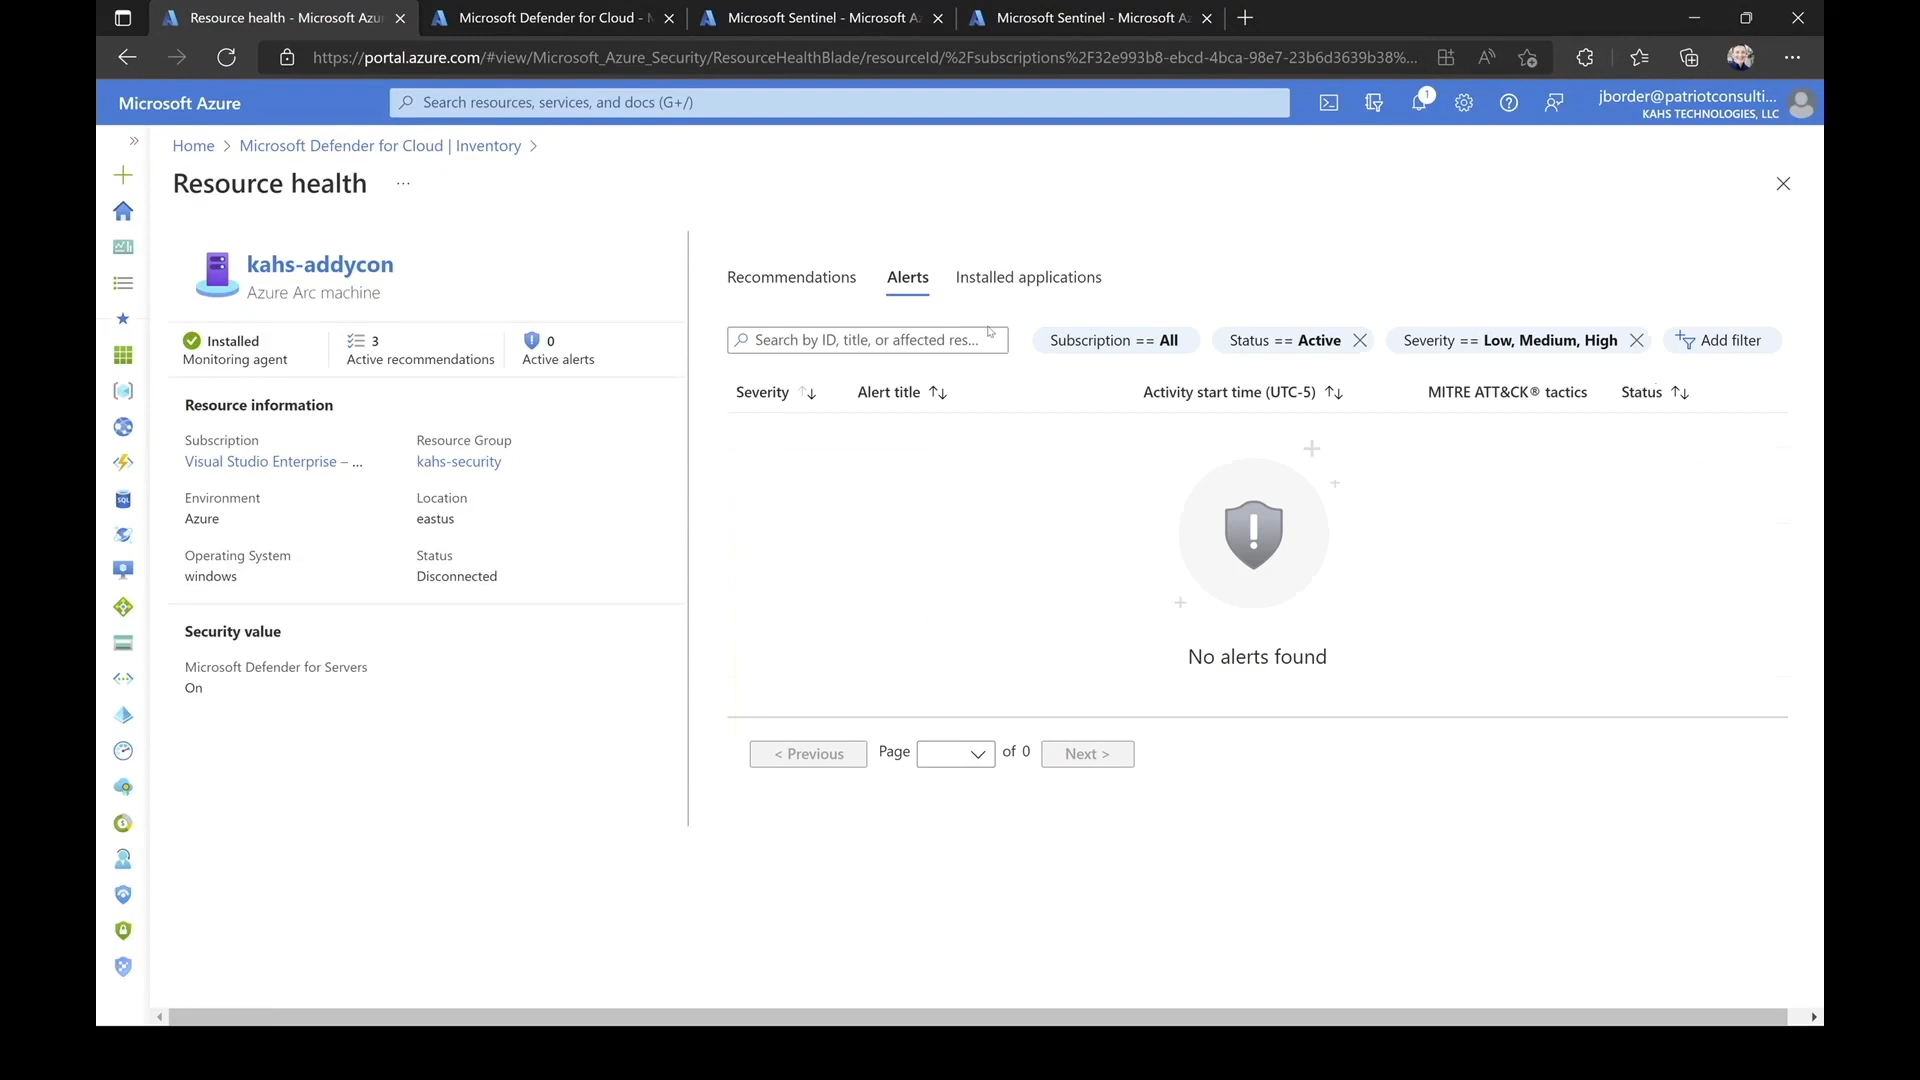 Resource health - Microsoft Azu
Microsoft Defender for Cloud -
Microsoft Sentinel - Microsoft A
Microsoft Sentinel - Microsoft A
https://portal.azure.com/#view/Microsoft_Azure_Security/ResourceHealthBlade/resourceId/%2Fsubscriptions%2F32e993b8-ebcd-4bca-98e7-23b6d3639b38%...
Microsoft Azure
Search resources, services, and docs (G+/)
1
jborder@patriotconsulti...
KAHS TECHNOLOGIES, LLC
Home > Microsoft Defender for Cloud | Inventory >
Resource health ...
kahs-addycon
Azure Arc machine
Installed
Monitoring agent
3
Active recommendations
0
Active alerts
Resource information
Subscription
Visual Studio Enterprise – ...
Resource Group
kahs-security
Environment
Azure
Location
eastus
Operating System
windows
Status
Disconnected
Security value
Microsoft Defender for Servers
On
Recommendations Alerts Installed applications
Search by ID, title, or affected res...
Subscription == All
Status == Active
Severity == Low, Medium, High
Add filter
Severity Alert title Activity start time (UTC-5) MITRE ATT&CK® tactics Status
No alerts found
< Previous Page of 0 Next >